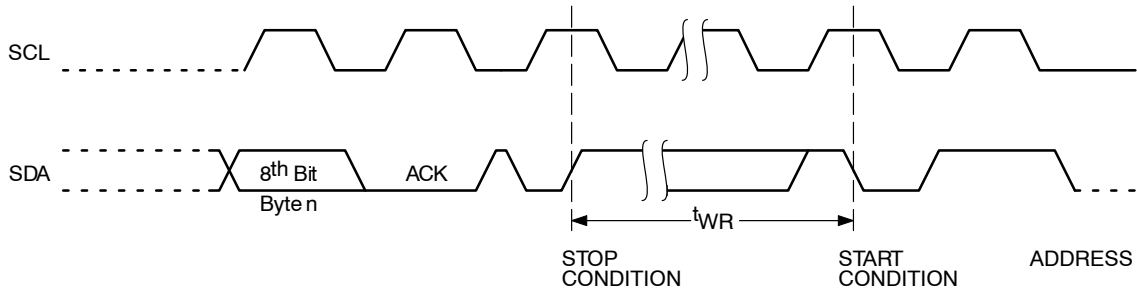 SCL
SDA
8th Bit
Byte n
ACK
tWR
STOP
CONDITION
START
CONDITION
ADDRESS